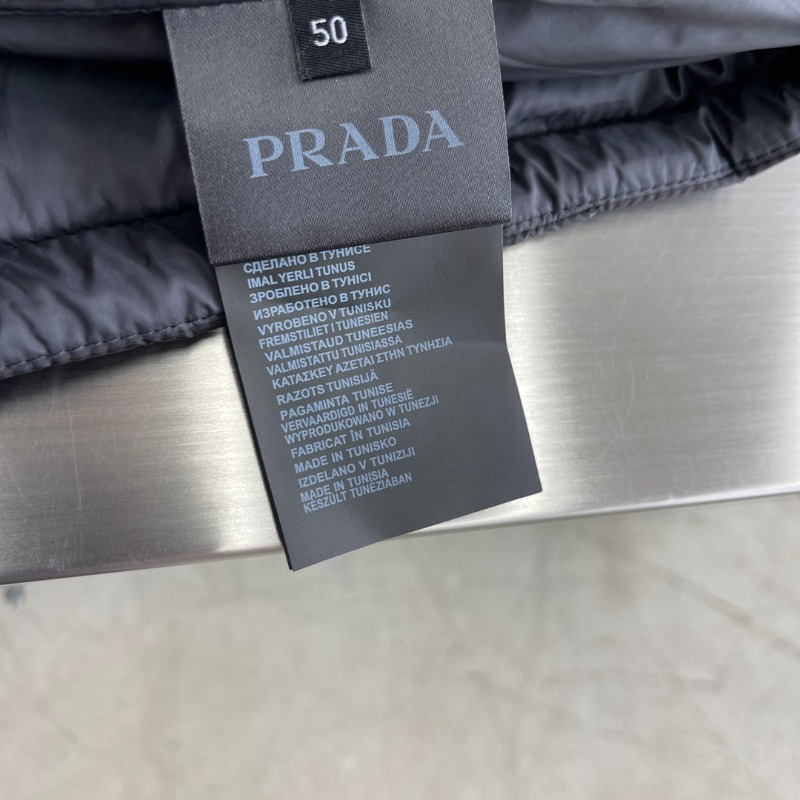 50
PRADA
СДЕЛАНО В ТУНИСЕ
IMAL YERLI TUNUS
ЗРОБЛЕНО В ТУНІСІ
ИЗРАБОТЕНО В ТУНИС
VYROBENO V TUNISKU
FREMSTILIET I TUNESIEN
VALMISTAUD TUNEESIAS
VALMISTATTU TUNISIASSA
ΚΑΤΑΣΚΕY AZETAI ΣΤΗΝ ΤΥΝΗΣΙΑ
RAZOTS TUNISIJĀ
PAGAMINTA TUNISE
VERVAARDIGD IN TUNESIË
WYPRODUKOWANO W TUNEZJI
FABRICAT ÎN TUNISIA
MADE IN TUNISKO
IZDELANO V TUNIZIJI
MADE IN TUNISIA
KÉSZÜLT TUNÉZIÁBAN